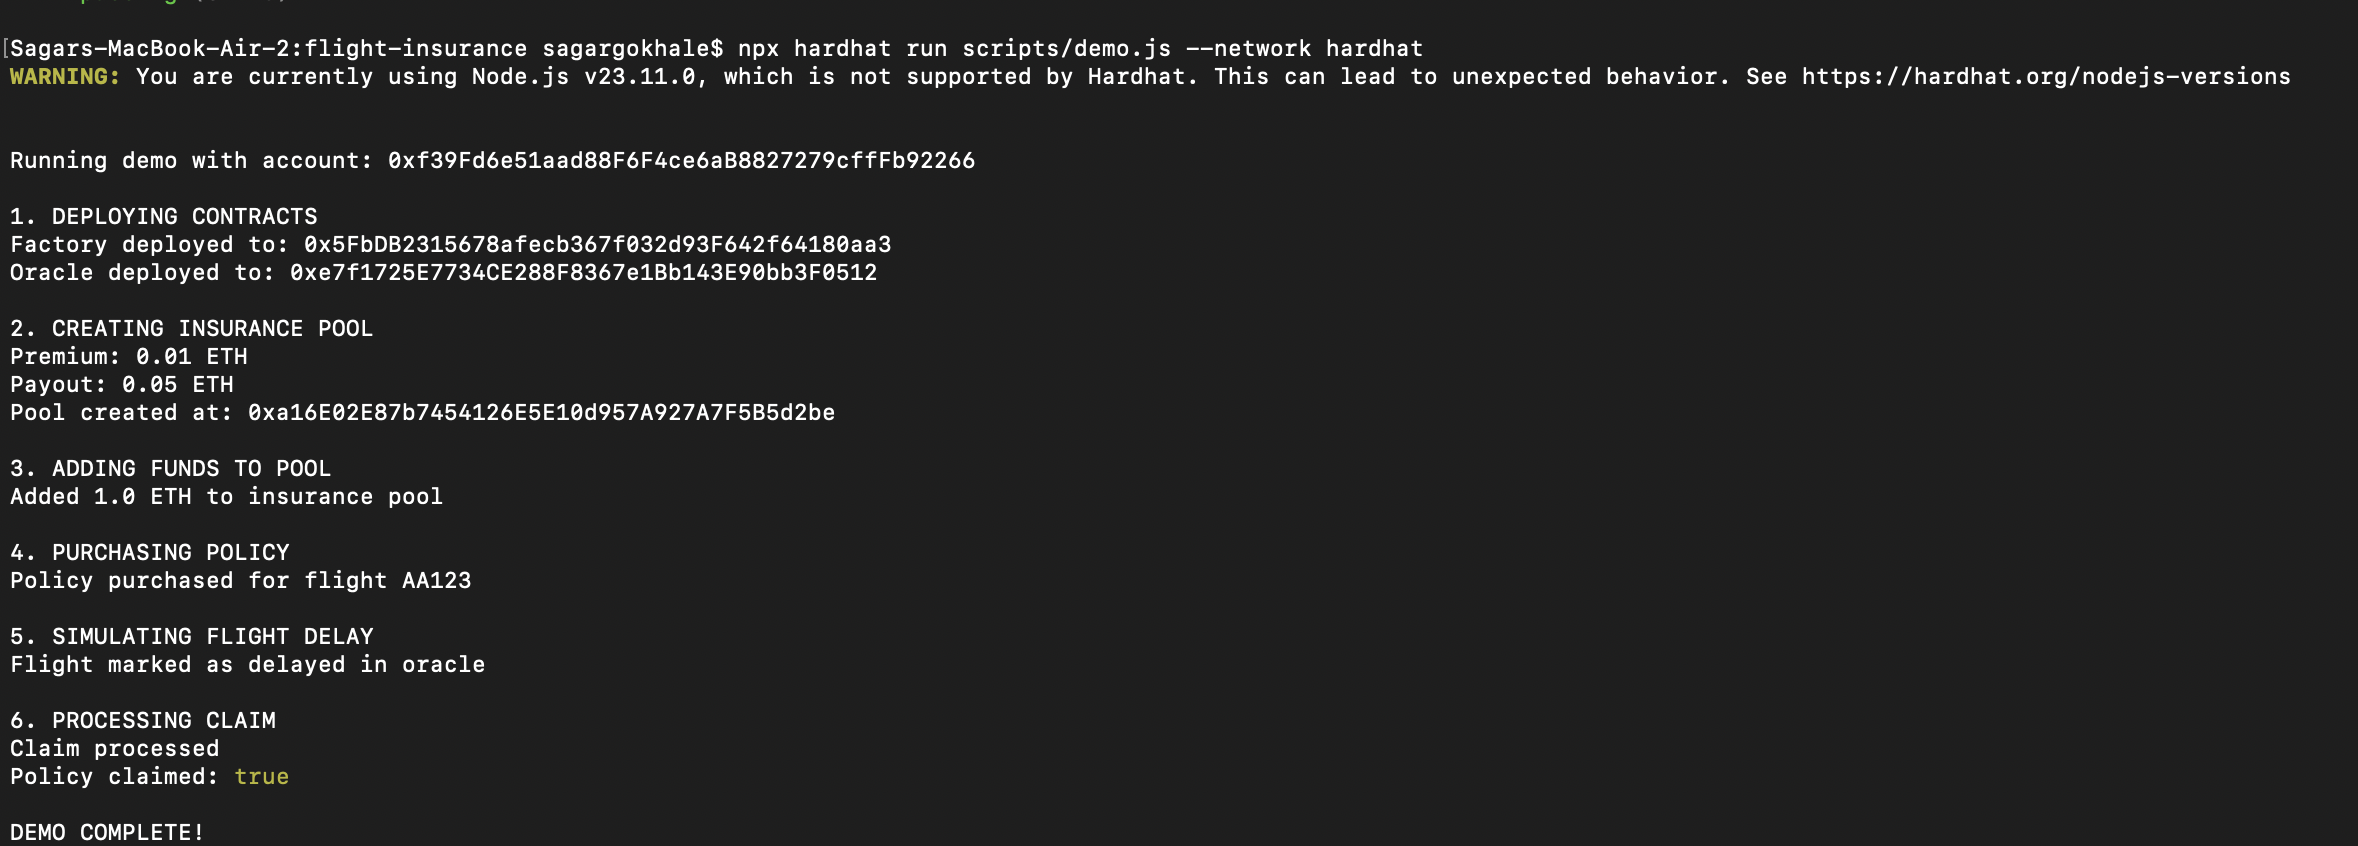 [Sagars-MacBook-Air-2:flight-insurance sagargokhale$ npx hardhat run scripts/demo.js --network hardhat
WARNING: You are currently using Node.js v23.11.0, which is not supported by Hardhat. This can lead to unexpected behavior. See https://hardhat.org/nodejs-versions
Running demo with account: 0xf39Fd6e51aad88F6F4ce6aB8827279cffFb92266
1. DEPLOYING CONTRACTS
Factory deployed to: 0x5FbDB2315678afecb367f032d93F642f64180aa3
Oracle deployed to: 0xe7f1725E7734CE288F8367e1Bb143E90bb3F0512
2. CREATING INSURANCE POOL
Premium: 0.01 ETH
Payout: 0.05 ETH
Pool created at: 0xa16E02E87b7454126E5E10d957A927A7F5B5d2be
3. ADDING FUNDS TO POOL
Added 1.0 ETH to insurance pool
4. PURCHASING POLICY
Policy purchased for flight AA123
5. SIMULATING FLIGHT DELAY
Flight marked as delayed in oracle
6. PROCESSING CLAIM
Claim processed
Policy claimed: true
DEMO COMPLETE!